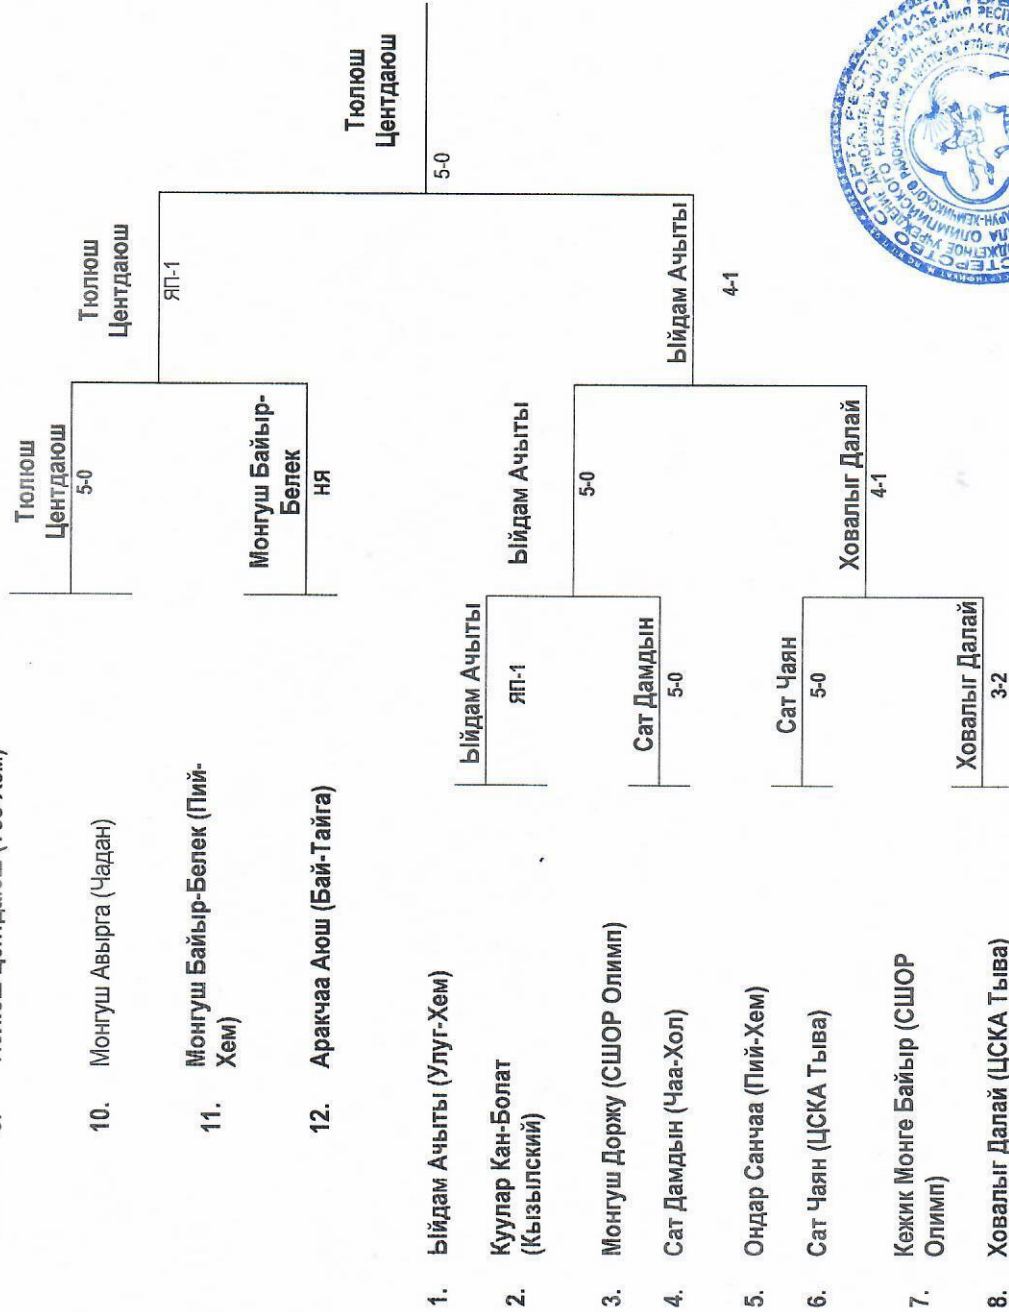 10. Монгуш Авырга (Чадан)
11. Монгуш Байыр-Белек (Пий-
Хем)
12. Аракчаа Аюш (Бай-Тайга)
Тюлюш
Центдаюш
5-0
Монгуш Байыр-
Белек
НЯ
Тюлюш
Центдаюш
ЯП-1
Тюлюш
Центдаюш
5-0
1. Ыйдам Ачыты (Улуг-Хем)
2. Куулар Кан-Болат
(Кызылский)
3. Монгуш Доржу (СШОР Олимп)
4. Сат Дамдын (Чаа-Хол)
5. Ондар Санчаа (Пий-Хем)
6. Сат Чаян (ЦСКА Тыва)
7. Кежик Монге Байыр (СШОР
Олимп)
8. Ховалыг Далай (ЦСКА Тыва)
Ыйдам Ачыты
ЯП-1
Сат Дамдын
5-0
Сат Чаян
5-0
Ховалыг Далай
3-2
Ыйдам Ачыты
5-0
Ховалыг Далай
4-1
Ыйдам Ачыты
4-1